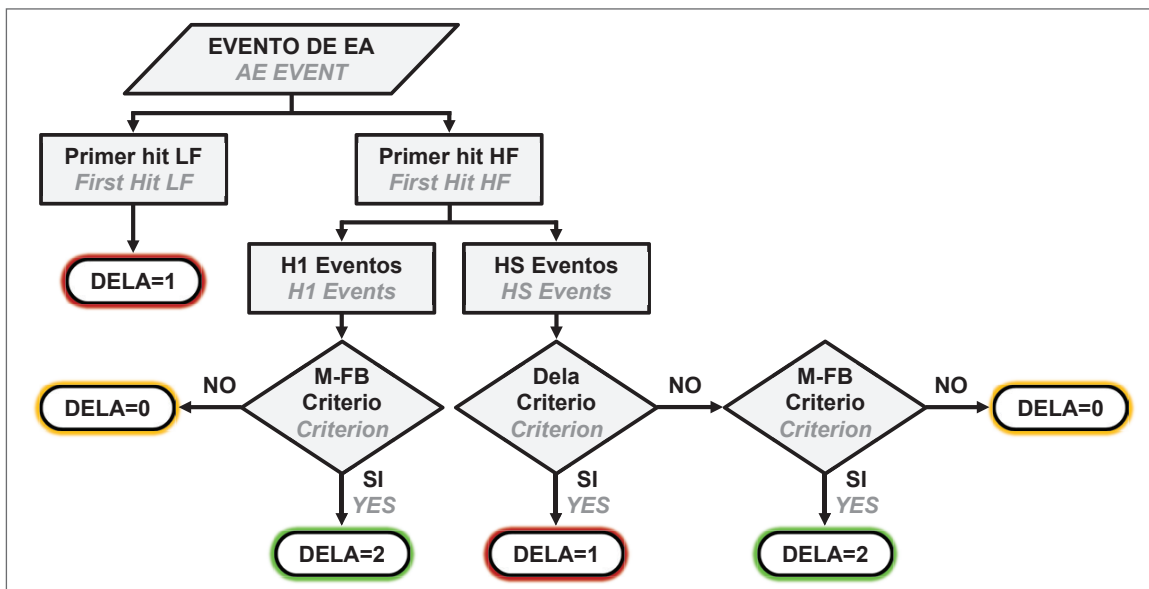 EVENTO DE EA
AE EVENT
Primer hit LF
First Hit LF
Primer hit HF
First Hit HF
DELA=1
H1 Eventos
H1 Events
HS Eventos
HS Events
DELA=0
NO
M-FB
Criterio
Criterion
Dela
Criterio
Criterion
NO
M-FB
Criterio
Criterion
NO
DELA=0
SI
YES
SI
YES
SI
YES
DELA=2
DELA=1
DELA=2